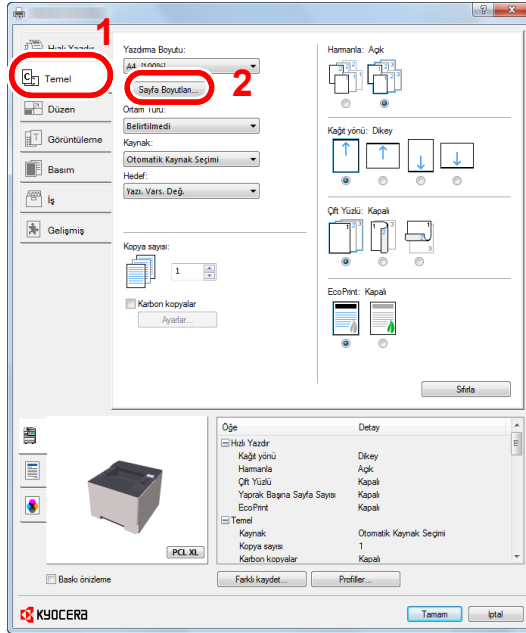 1
Hızlı Yazdır
Temel
Düzen
Görüntüleme
Basım
İş
Gelişmiş
Yazdırma Boyutu:
A4 [100%]
Sayfa Boyutları...
2
Ortam Türü:
Belirtilmedi
Kaynak:
Otomatik Kaynak Seçimi
Hedef:
Yazı. Vars. Değ.
Kopya sayısı:
1
Karbon kopyalar
Ayarlar...
Harmanla: Açık
Kağıt yönü: Dikey
Çift Yüzlü: Kapalı
EcoPrint: Kapalı
Sıfırla
PCL XL
Baskı önizleme
Öğe Detay
Hızlı Yazdır
Kağıt yönü Dikey
Harmanla Açık
Çift Yüzlü Kapalı
Yaprak Başına Sayfa Sayısı Kapalı
EcoPrint Kapalı
Temel
Kaynak Otomatik Kaynak Seçimi
Kopya sayısı 1
Karbon kopyalar Kapalı
Farklı kaydet... Profiller...
KYOCERA
Tamam İptal